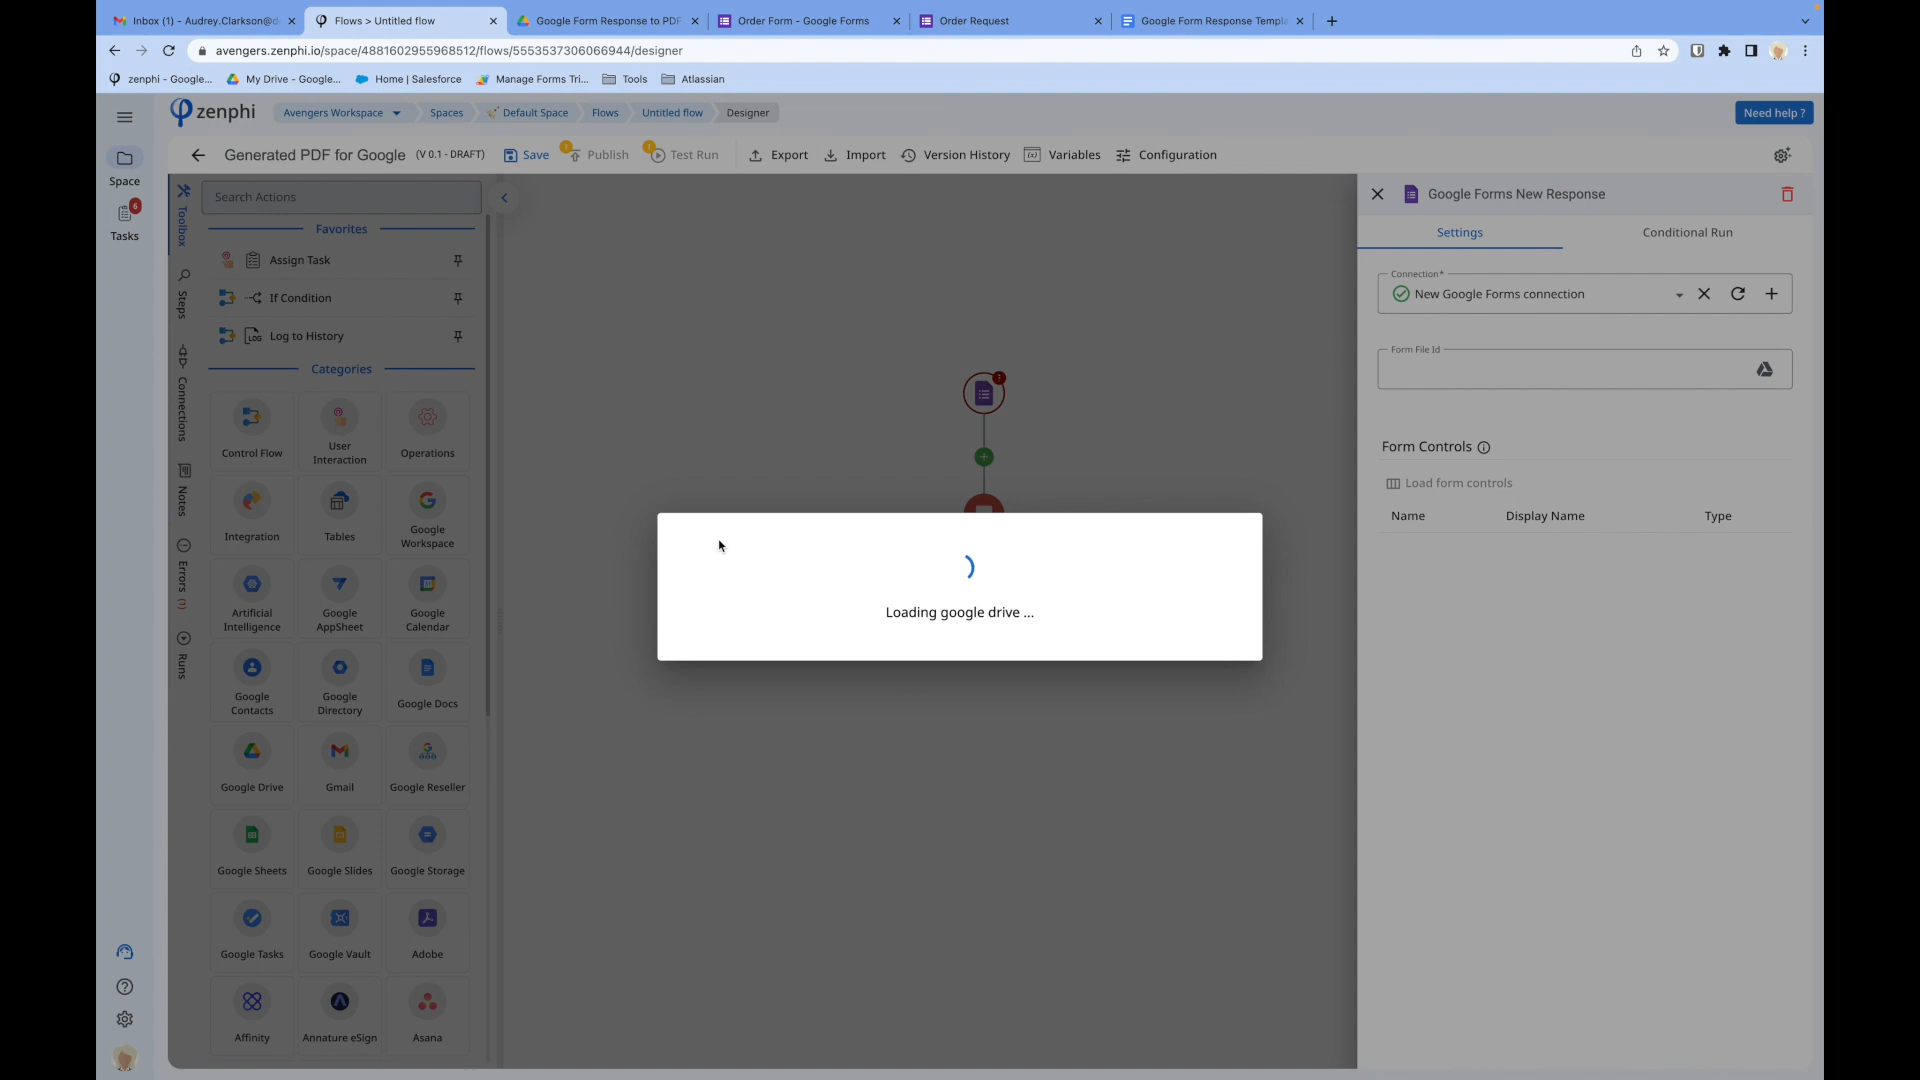 Inbox (1) - Audrey.Clarkson@d
Flows > Untitled flow
Google Form Response to PDF
Order Form - Google Forms
Order Request
Google Form Response Templa
avengers.zenphi.io/space/4881602955968512/flows/5553537306066944/designer
zenphi - Google...
My Drive - Google...
Home | Salesforce
Manage Forms Tri...
Tools
Atlassian
zenphi
Avengers Workspace
Spaces
Default Space
Flows
Untitled flow
Designer
Need help ?
Generated PDF for Google
(V 0.1 - DRAFT)
Save
Publish
Test Run
Export
Import
Version History
Variables
Configuration
Space
6
Tasks
Toolbox
Steps
Connections
Notes
Errors (1)
Runs
Search Actions
Favorites
Assign Task
If Condition
LOG
Log to History
Categories
Control Flow
User
Interaction
Operations
Integration
Tables
Google
Workspace
Artificial
Intelligence
Google
AppSheet
Google
Calendar
Google
Contacts
Google
Directory
Google Docs
Google Drive
Gmail
Google Reseller
Google Sheets
Google Slides
Google Storage
Google Tasks
Google Vault
Adobe
Affinity
Annature eSign
Asana
Loading google drive ...
Google Forms New Response
Settings
Conditional Run
Connection*
New Google Forms connection
Form File Id
Form Controls
Load form controls
Name
Display Name
Type